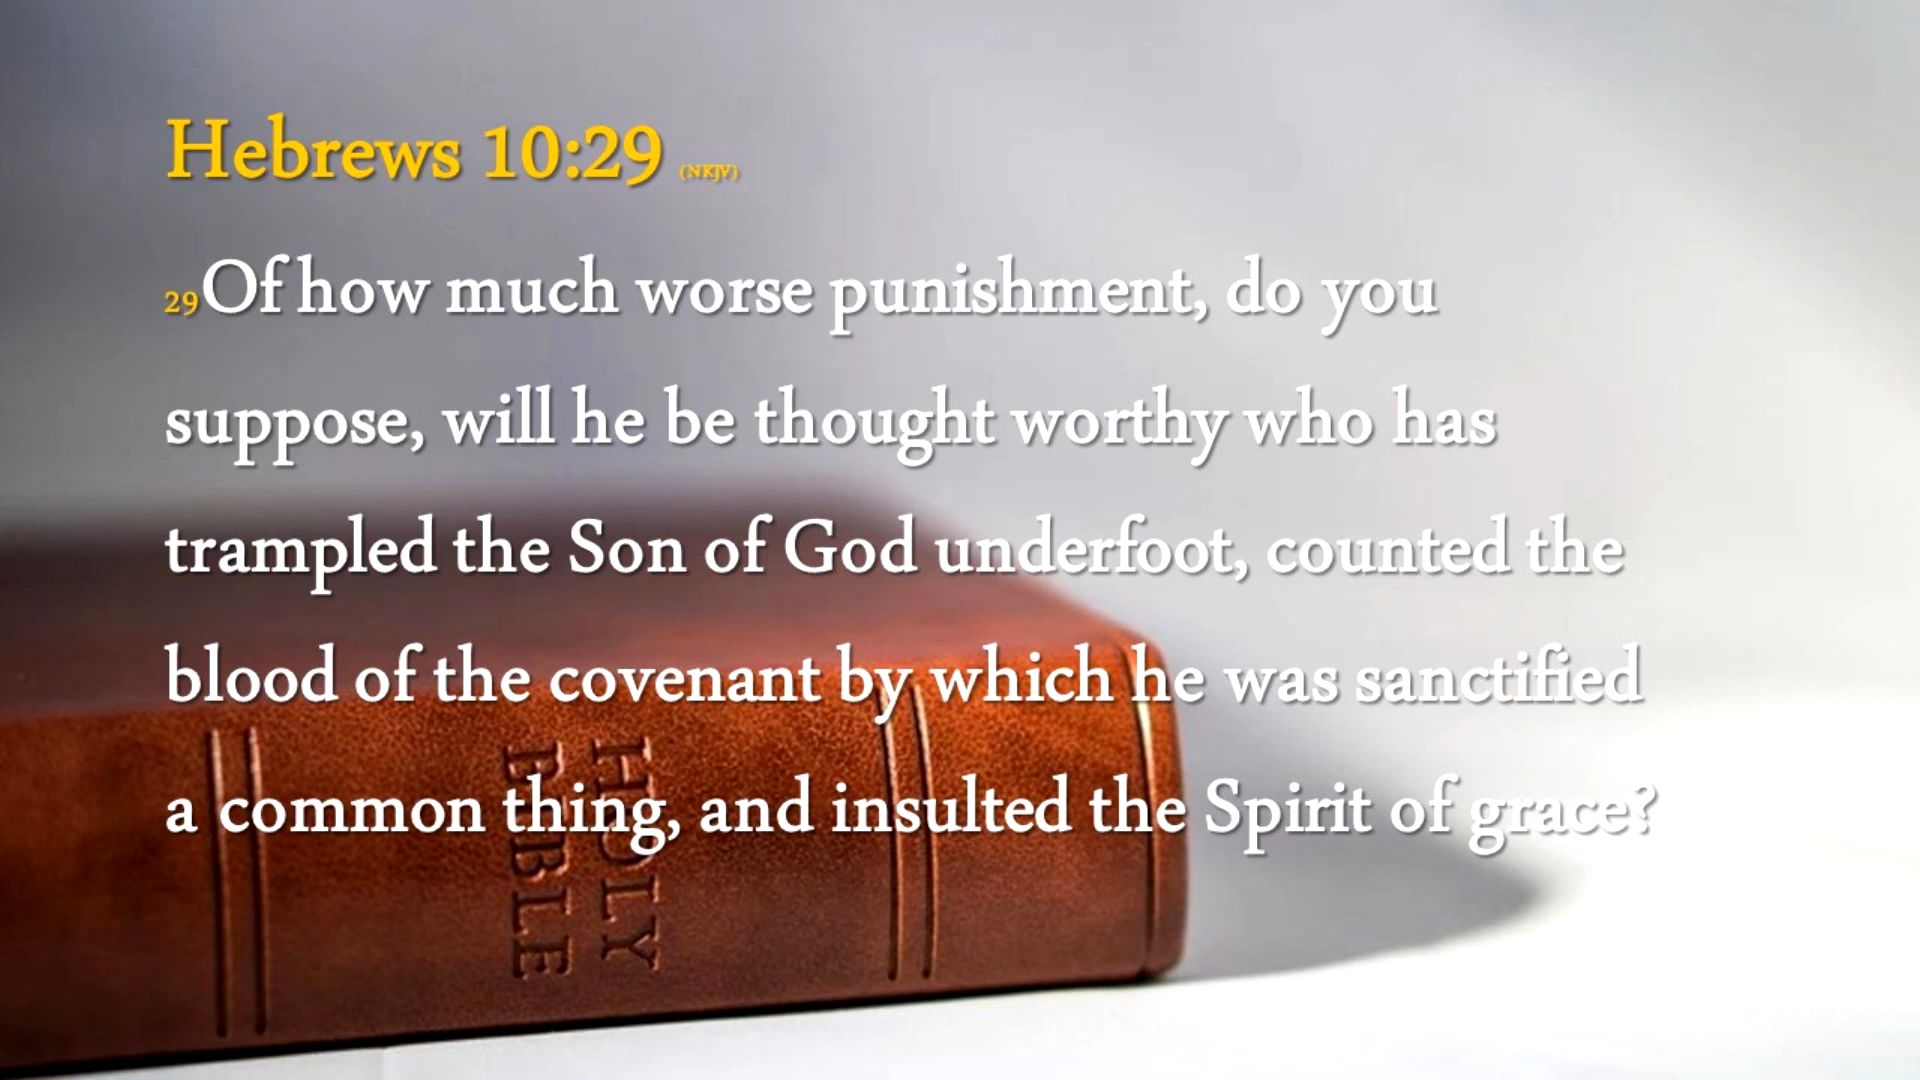 Hebrews 10:29 (NKJV)
29Of how much worse punishment, do you
suppose, will he be thought worthy who has
trampled the Son of God underfoot, counted the
blood of the covenant by which he was sanctified
a common thing, and insulted the Spirit of grace?
HOLY
BIBLE